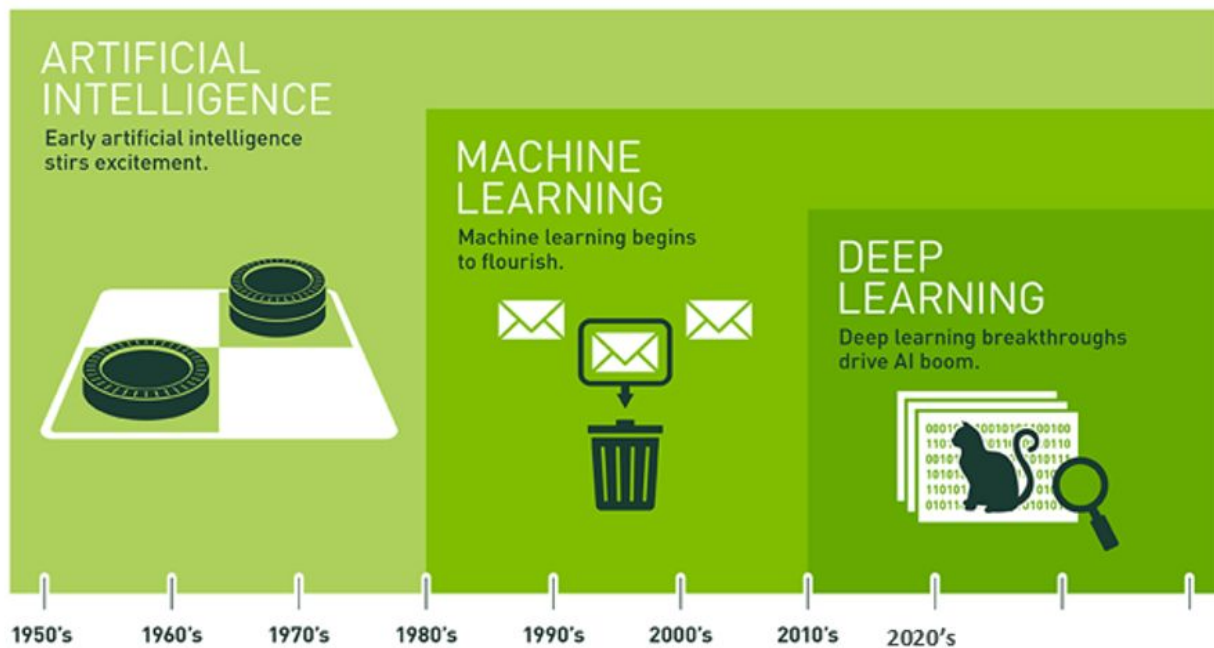 ARTIFICIAL
INTELLIGENCE
Early artificial intelligence
stirs excitement.
MACHINE
LEARNING
Machine learning begins
to flourish.
DEEP
LEARNING
Deep learning breakthroughs
drive AI boom.
1950's 1960's 1970's 1980's 1990's 2000's 2010's 2020's